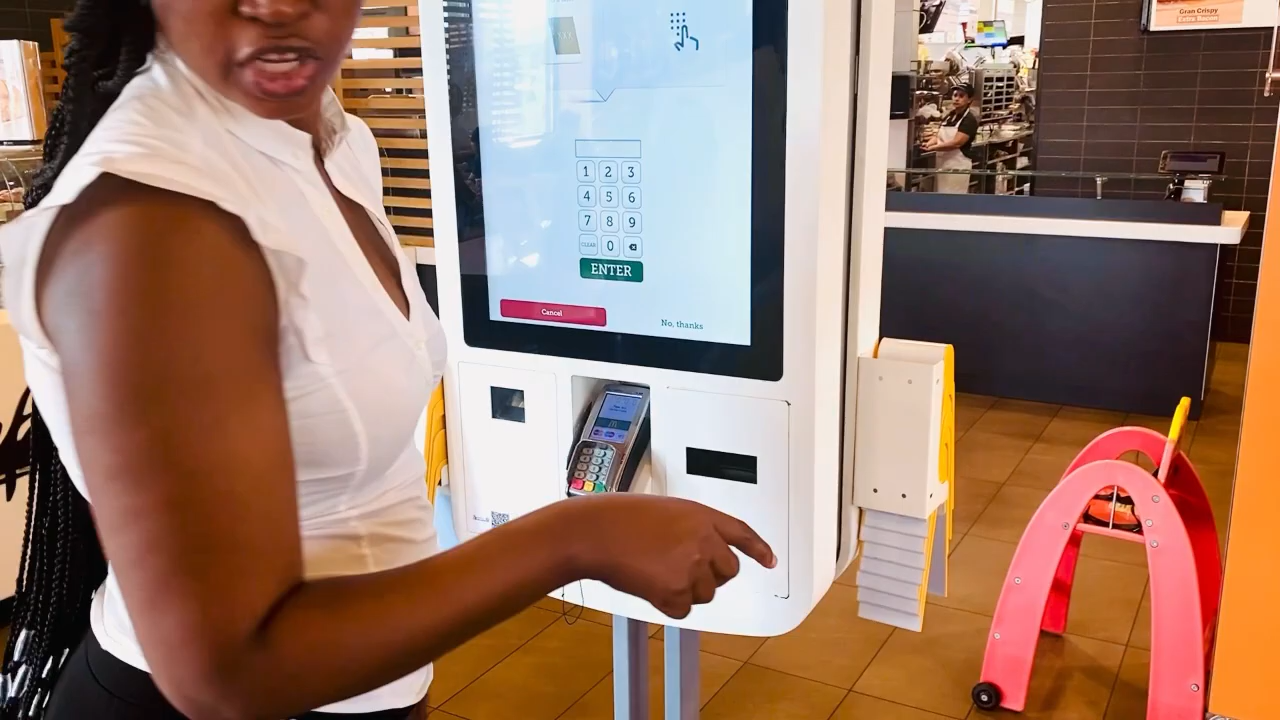 Gran Crispy
Extra Bacon
1 2 3
4 5 6
7 8 9
CLEAR 0
ENTER
Cancel
No, thanks